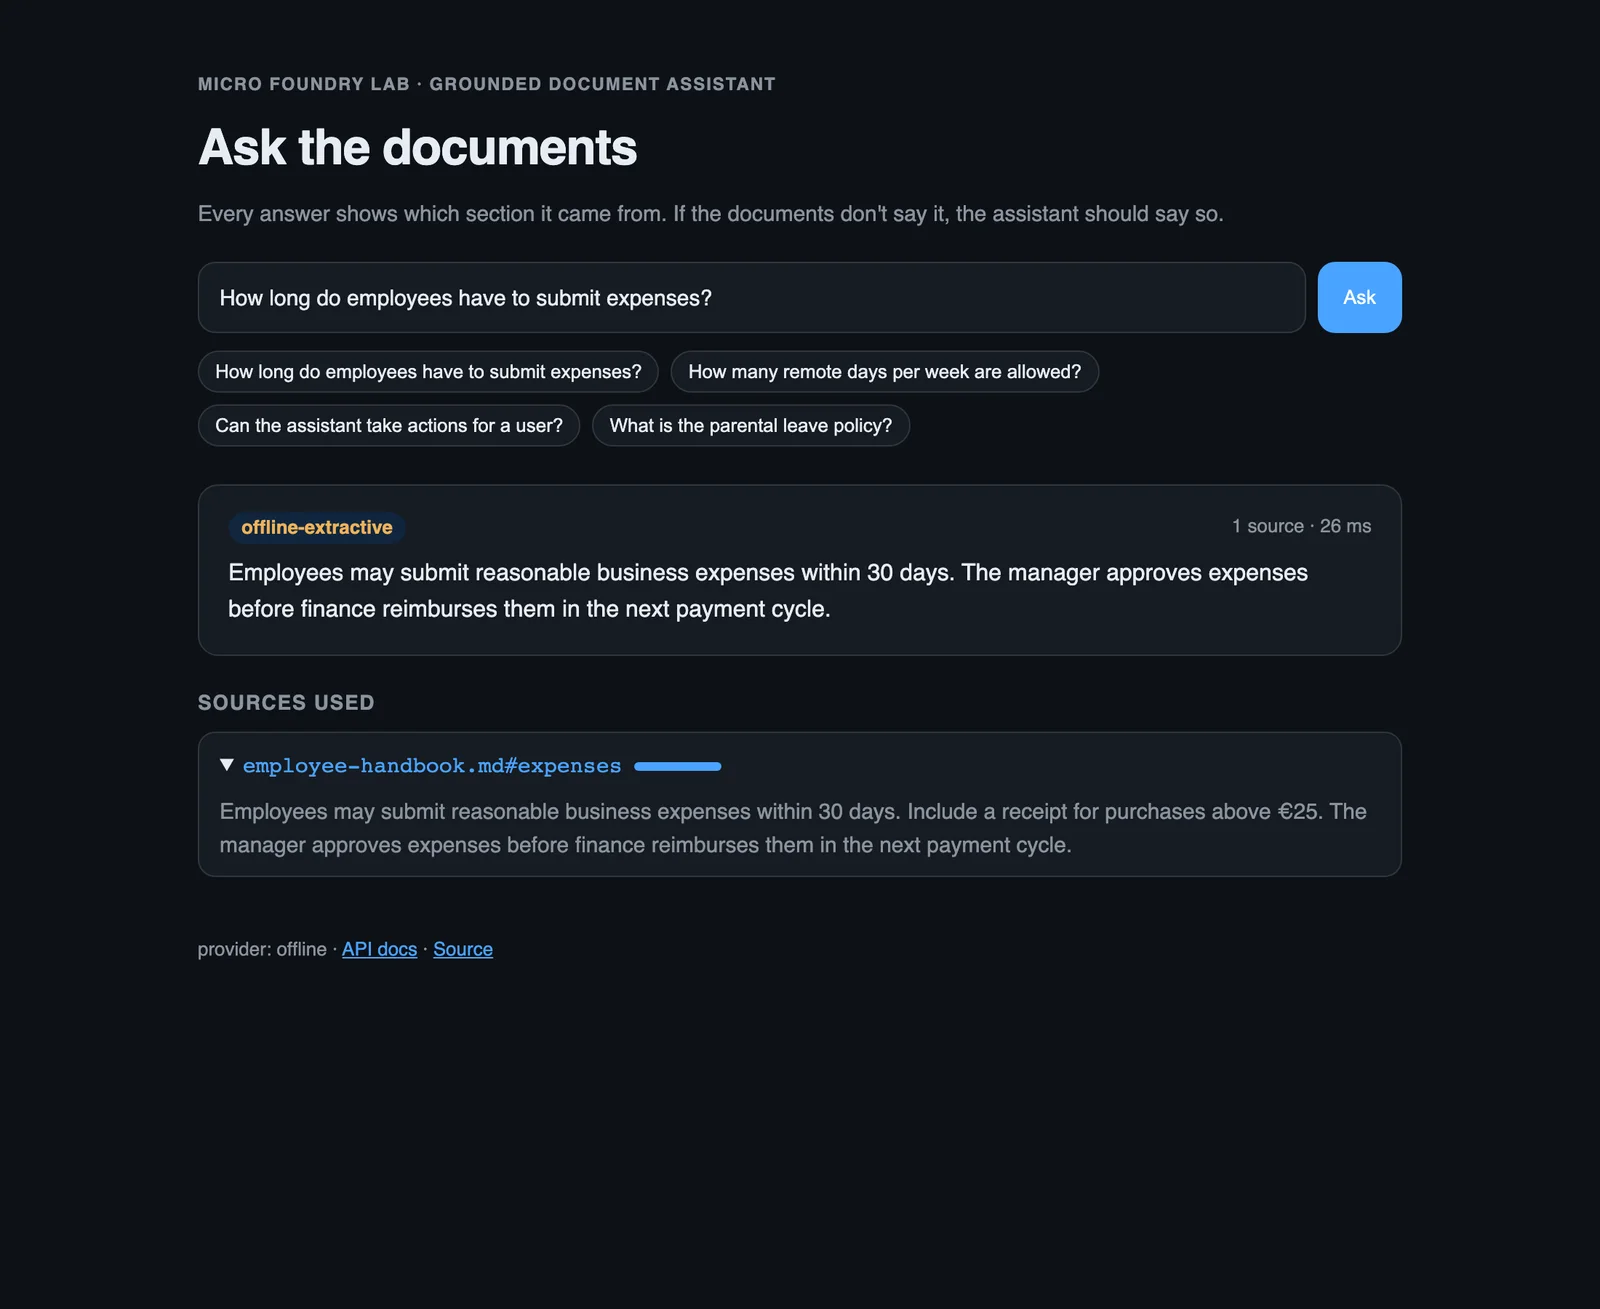 MICRO FOUNDRY LAB · GROUNDED DOCUMENT ASSISTANT
Ask the documents
Every answer shows which section it came from. If the documents don't say it, the assistant should say so.
How long do employees have to submit expenses?
Ask
How long do employees have to submit expenses?
How many remote days per week are allowed?
Can the assistant take actions for a user?
What is the parental leave policy?
offline-extractive
1 source · 26 ms
Employees may submit reasonable business expenses within 30 days. The manager approves expenses
before finance reimburses them in the next payment cycle.
SOURCES USED
employee-handbook.md#expenses
Employees may submit reasonable business expenses within 30 days. Include a receipt for purchases above €25. The
manager approves expenses before finance reimburses them in the next payment cycle.
provider: offline · API docs · Source